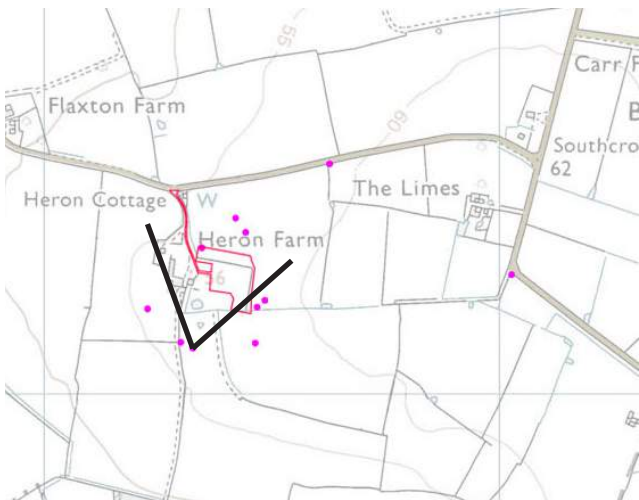 55
Carr F
Flaxton Farm
B
60
Southcro
62
The Limes
Heron Cottage
W
Heron Farm